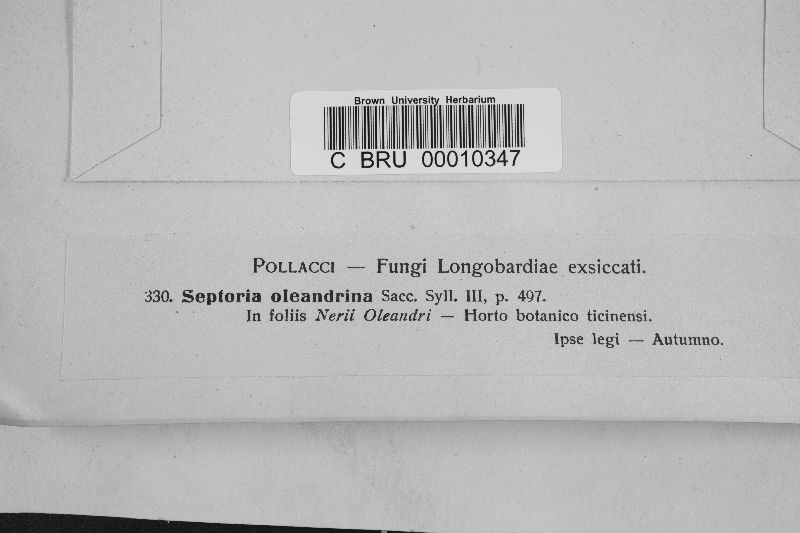 Brown University Herbarium
C BRU 00010347
POLLACCI — Fungi Longobardiae exsiccati.
330. Septoria oleandrina Sacc. Syll. III, p. 497.
In foliis Nerii Oleandri — Horto botanico ticinensi.
Ipse legi — Autumno.